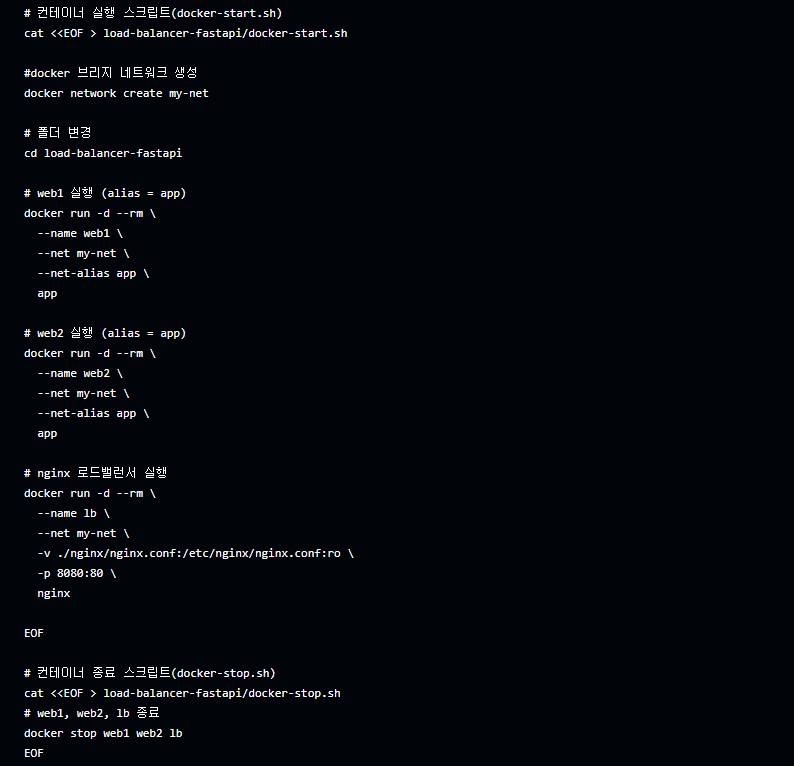 # 컨테이너 실행 스크립트(docker-start.sh)
cat <<EOF > load-balancer-fastapi/docker-start.sh
#docker 브리지 네트워크 생성
docker network create my-net
# 폴더 변경
cd load-balancer-fastapi
# web1 실행 (alias = app)
docker run -d --rm \
  --name web1 \
  --net my-net \
  --net-alias app \
  app
# web2 실행 (alias = app)
docker run -d --rm \
  --name web2 \
  --net my-net \
  --net-alias app \
  app
# nginx 로드밸런서 실행
docker run -d --rm \
  --name lb \
  --net my-net \
  -v ./nginx/nginx.conf:/etc/nginx/nginx.conf:ro \
  -p 8080:80 \
  nginx
EOF
# 컨테이너 종료 스크립트(docker-stop.sh)
cat <<EOF > load-balancer-fastapi/docker-stop.sh
# web1, web2, lb 종료
docker stop web1 web2 lb
EOF